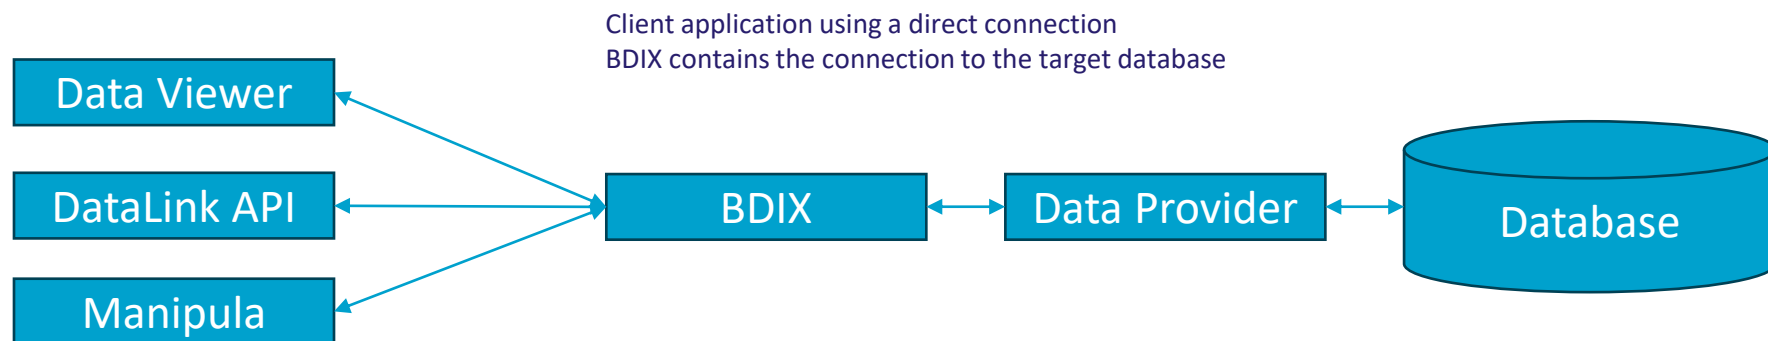 Client application using a direct connection
BDIX contains the connection to the target database
Data Viewer
DataLink API
BDIX
Data Provider
Database
Manipula